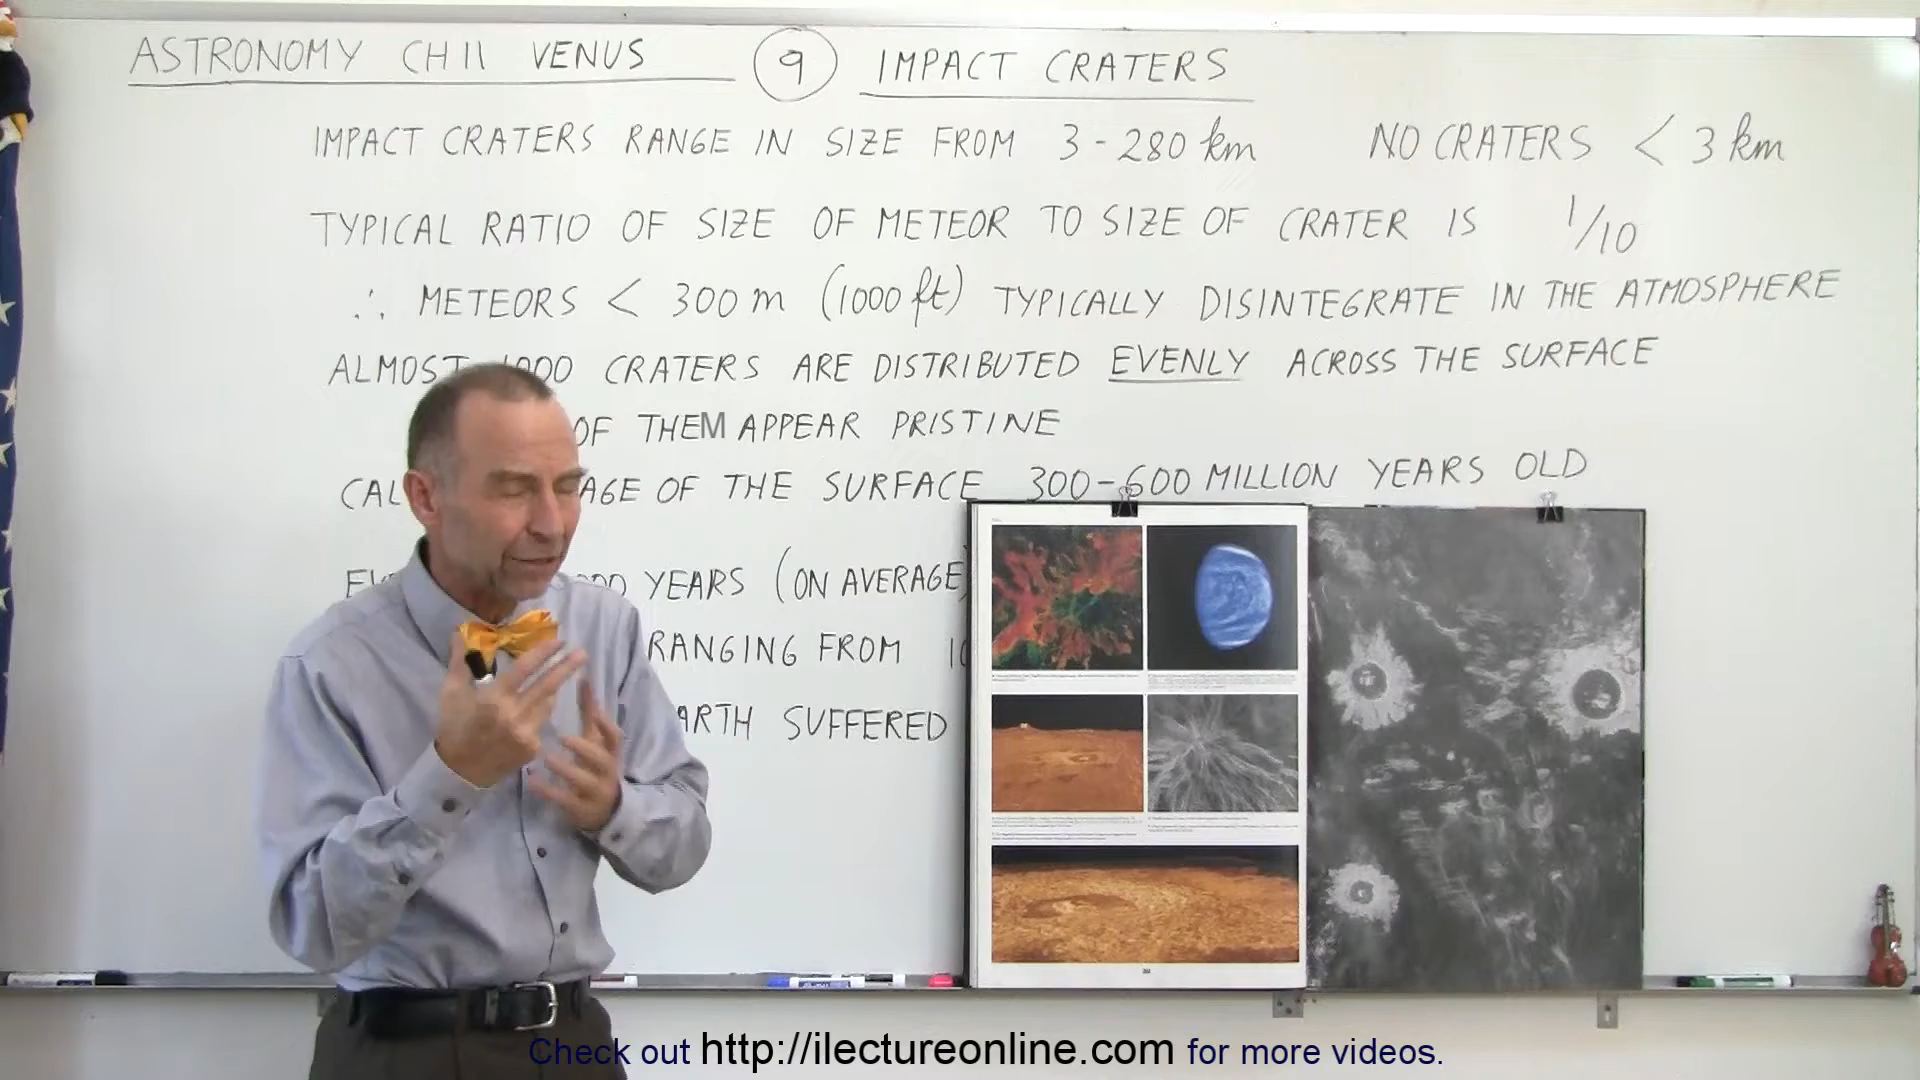 ASTRONOMY CH 11 VENUS 9 IMPACT CRATERS
IMPACT CRATERS RANGE IN SIZE FROM 3-280 km NO CRATERS < 3 km
TYPICAL RATIO OF SIZE OF METEOR TO SIZE OF CRATER IS 1/10
∴ METEORS < 300 m (1000 ft) TYPICALLY DISINTEGRATE IN THE ATMOSPHERE
ALMOST 1000 CRATERS ARE DISTRIBUTED EVENLY ACROSS THE SURFACE
OF THEM APPEAR PRISTINE
AGE OF THE SURFACE 300-600 MILLION YEARS OLD
YEARS (ON AVERAGE)
RANGING FROM
SUFFERED
Check out http://ilectureonline.com for more videos.